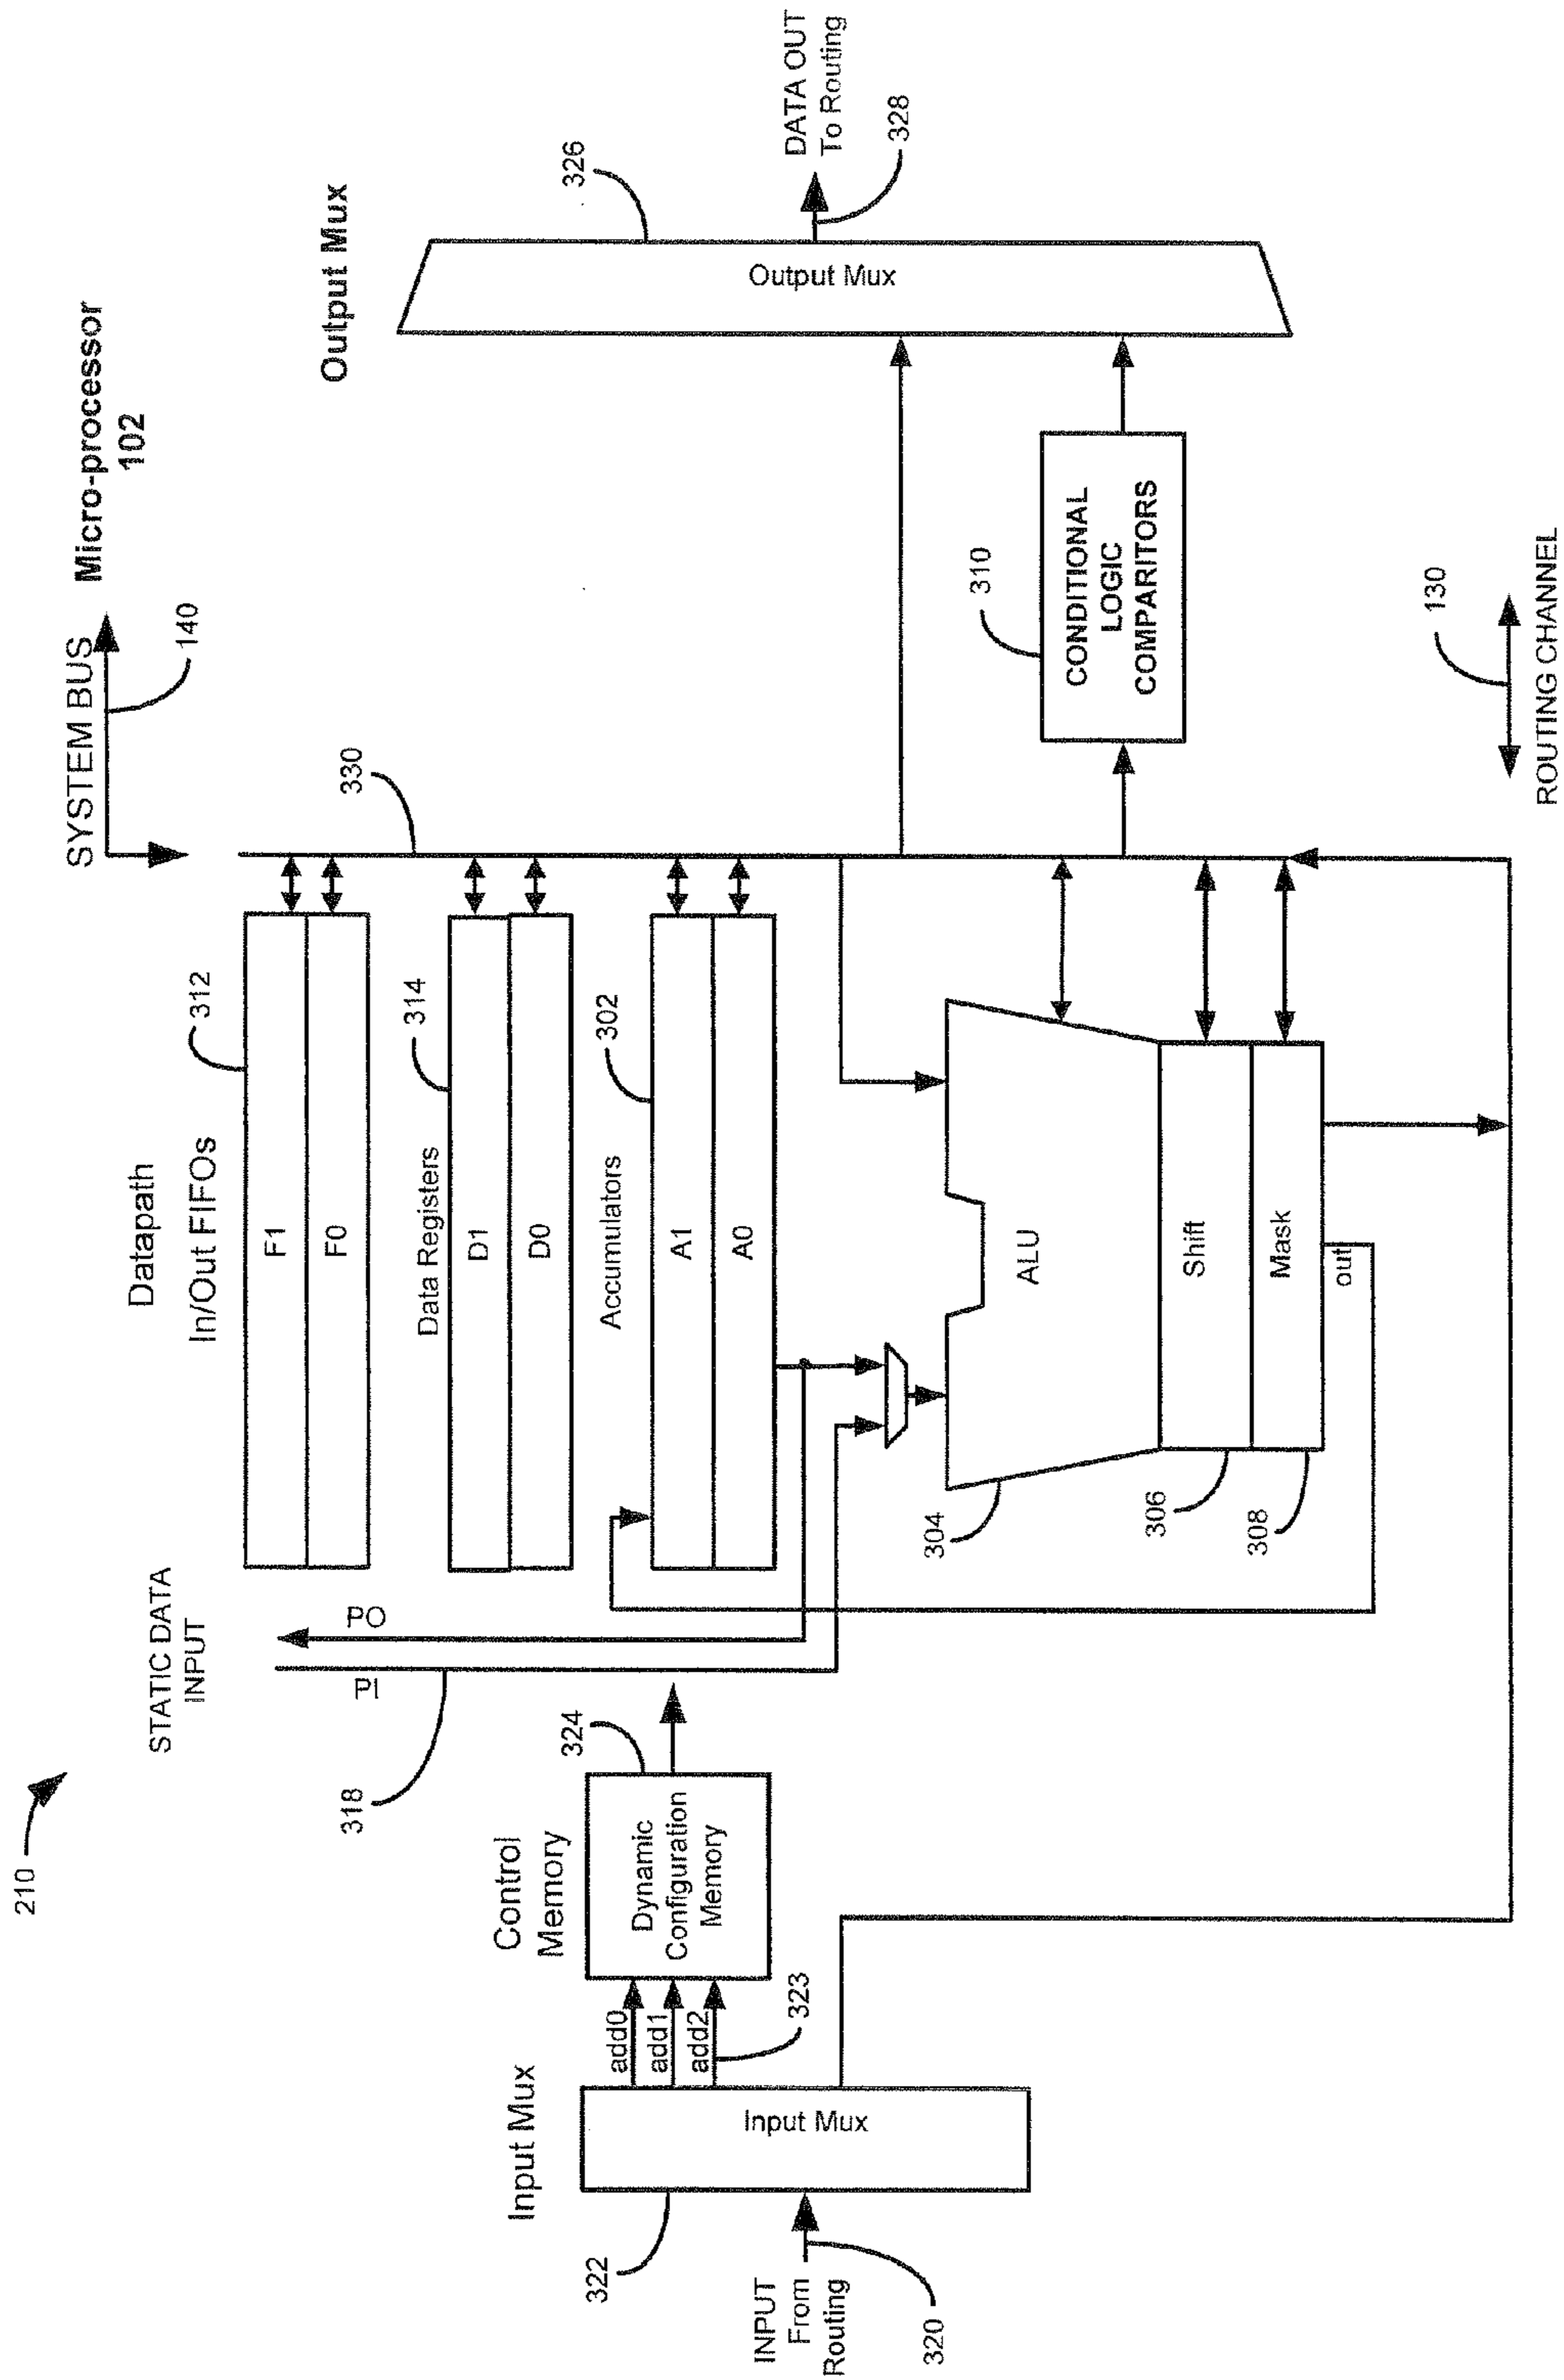 210
STATIC DATA
INPUT
PI
PO
318
Datapath
In/Out FIFOs
F1
F0
312
Data Registers
D1
D0
314
Accumulators
A1
A0
302
SYSTEM BUS
140
Micro-processor
102
330
Input Mux
Input Mux
322
INPUT
From
Routing
320
add0
add1
add2
323
Control
Memory
Dynamic
Configuration
Memory
324
ALU
304
Shift
306
Mask
308
out
CONDITIONAL
LOGIC
COMPARITORS
310
Output Mux
Output Mux
326
DATA OUT
To Routing
328
130
ROUTING CHANNEL